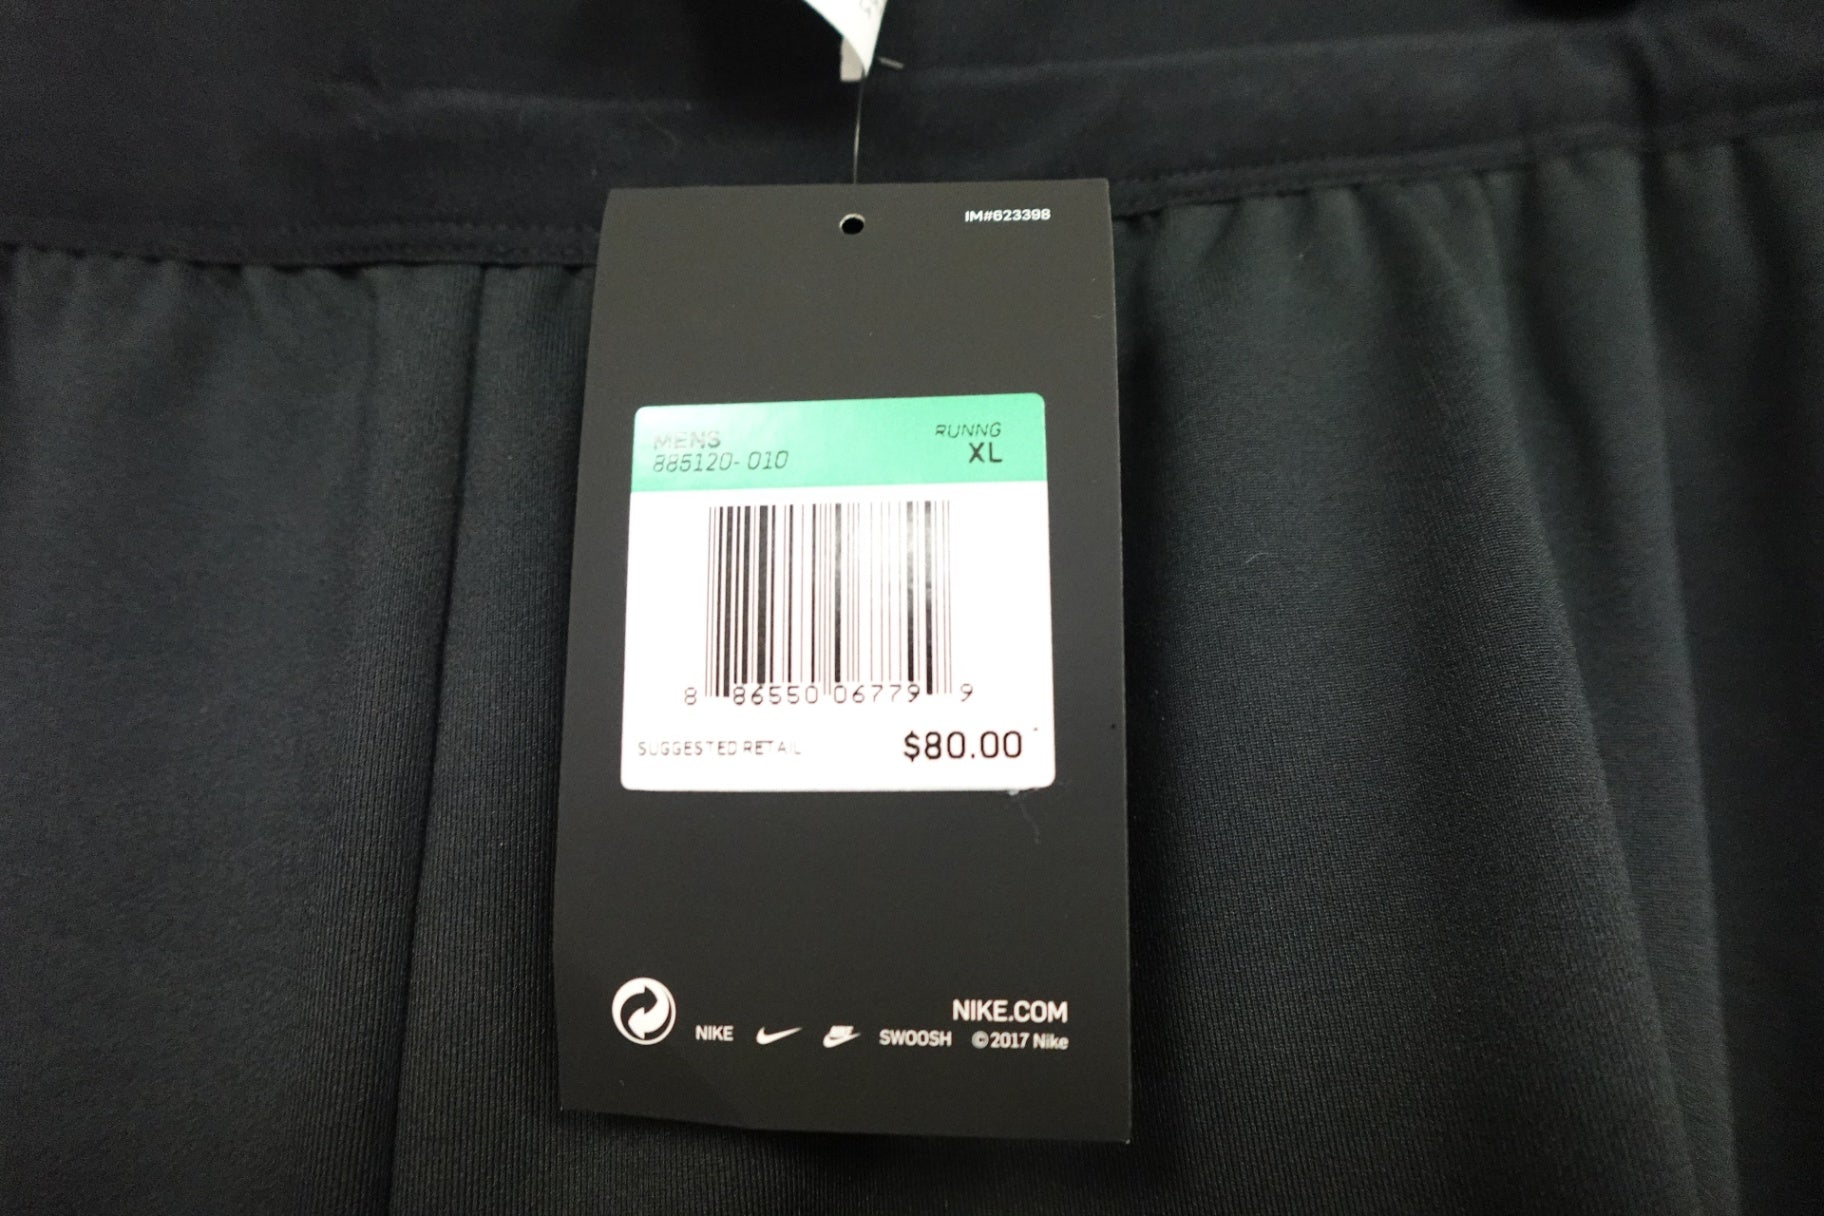 IM#623398
MENS RUNNG
885120-010 XL
8 86550 06779 9
SUGGESTED RETAIL $80.00
NIKE.COM
NIKE SWOOSH ©2017 Nike